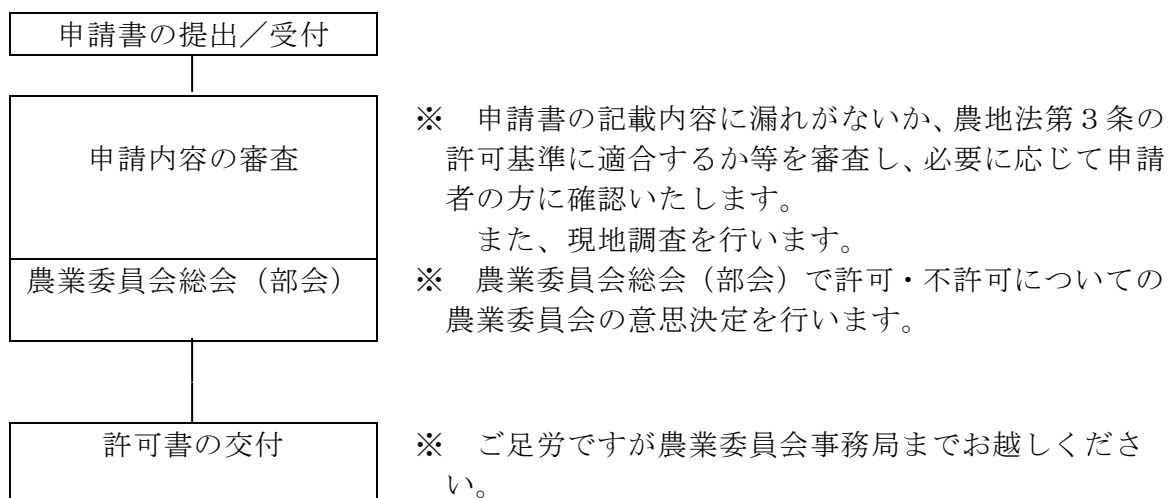 申請書の提出／受付
申請内容の審査
※　申請書の記載内容に漏れがないか、農地法第３条の
許可基準に適合するか等を審査し、必要に応じて申請
者の方に確認いたします。
また、現地調査を行います。
農業委員会総会（部会）
※　農業委員会総会（部会）で許可・不許可についての
農業委員会の意思決定を行います。
許可書の交付
※　ご足労ですが農業委員会事務局までお越しくださ
い。